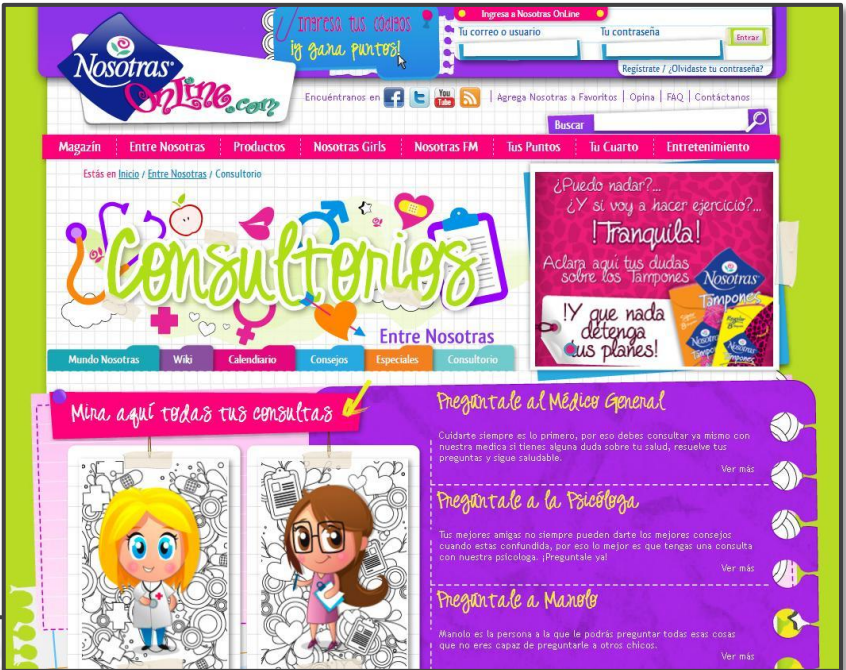 Ingresa tus códigos
¡y gana puntos!
Ingresa a Nosotras OnLine
Tu correo o usuario
Tu contraseña
Entrar
Regístrate / ¿Olvidaste tu contraseña?
Nosotras
OnLine.com
Encuéntranos en
You Tube
Agrega Nosotras a Favoritos | Opina | FAQ | Contáctanos
Buscar
Magazín
Entre Nosotras
Productos
Nosotras Girls
Nosotras FM
Tus Puntos
Tu Cuarto
Entretenimiento
Estás en Inicio / Entre Nosotras / Consultorio
Consultorios
Entre Nosotras
¿Puedo nadar?...
¿Y si voy a hacer ejercicio?...
!Tranquila!
Aclara aquí tus dudas
sobre los Tampones
Nosotras
Tampones
!Y que nada
detenga
tus planes!
Mundo Nosotras
Wiki
Calendario
Consejos
Especiales
Consultorio
Mira aquí todas tus consultas
Pregúntale al Médico General
Cuidarte siempre es lo primero, por eso debes consultar ya mismo con
nuestra medica si tienes alguna duda sobre tu salud, resuelve tus
preguntas y sigue saludable.
Ver más
Pregúntale a la Psicóloga
Tus mejores amigas no siempre pueden darte los mejores consejos
cuando estas confundida, por eso lo mejor es que tengas una consulta
con nuestra psicologa. ¡Preguntale ya!
Ver más
Pregúntale a Manolo
Manolo es la persona a la que le podrás preguntar todas esas cosas
que no eres capaz de preguntarle a otros chicos.
Ver más